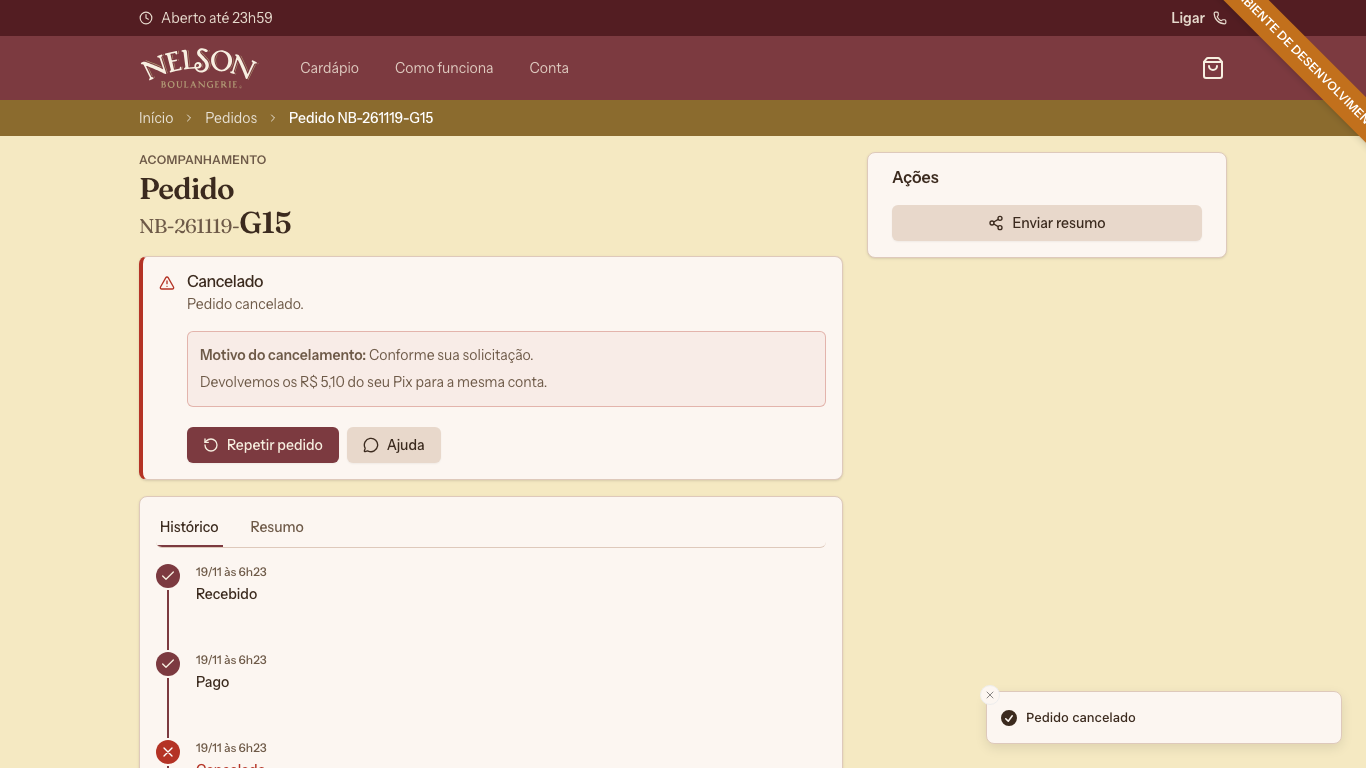 Aberto até 23h59
Ligar
NELSON
BOULANGERIE.
Cardápio
Como funciona
Conta
Início
Pedidos
Pedido NB-261119-G15
ACOMPANHAMENTO
Pedido
NB-261119-G15
Cancelado
Pedido cancelado.
Motivo do cancelamento: Conforme sua solicitação.
Devolvemos os R$ 5,10 do seu Pix para a mesma conta.
Repetir pedido
Ajuda
Histórico
Resumo
19/11 às 6h23
Recebido
19/11 às 6h23
Pago
19/11 às 6h23
Cancelado
Ações
Enviar resumo
Pedido cancelado
DE DESENVOLVIMEN